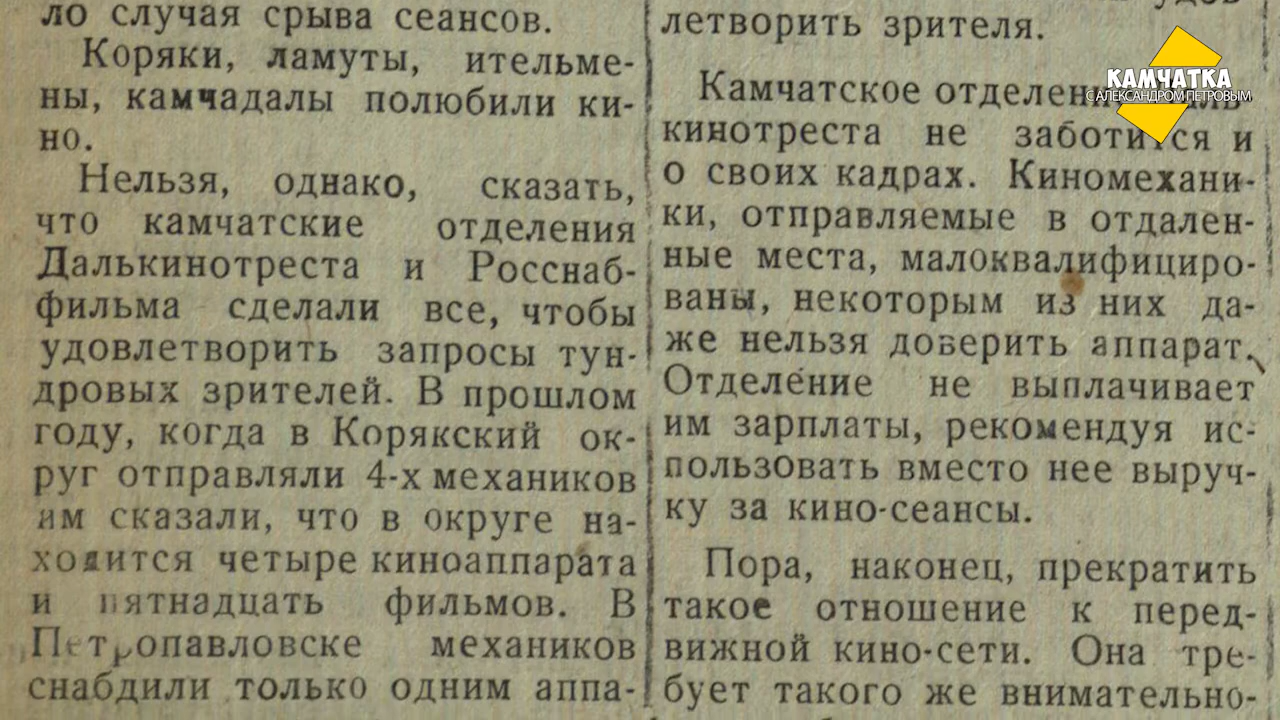 ло случая срыва сеансов.
Коряки, ламуты, ительме-
ны, камчадалы полюбили ки-
но.
Нельзя, однако, сказать,
что камчатские отделения
Далькинотреста и Росснаб-
фильма сделали все, чтобы
удовлетворить запросы тун-
дровых зрителей. В прошлом
году, когда в Корякский ок-
руг отправляли 4-х механиков
им сказали, что в округе на-
ходится четыре киноаппарата
и пятнадцать фильмов. В
Петропавловске механиков
снабдили только одним аппа-
летворить зрителя.
Камчатское
кинотреста не заботится и
о своих кадрах. Киномехани-
ки, отправляемые в отдален-
ные места, малоквалифициро-
ваны, некоторым из них да-
же нельзя доверить аппарат.
Отделение не выплачивает
им зарплаты, рекомендуя ис-
пользовать вместо нее выруч-
ку за кино-сеансы.
Пора, наконец, прекратить
такое отношение к перед-
вижной кино-сети. Она тре-
бует такого же внимательно-
КАМЧАТКА
С АЛЕКСАНДРОМ ПЕТРОВЫМ